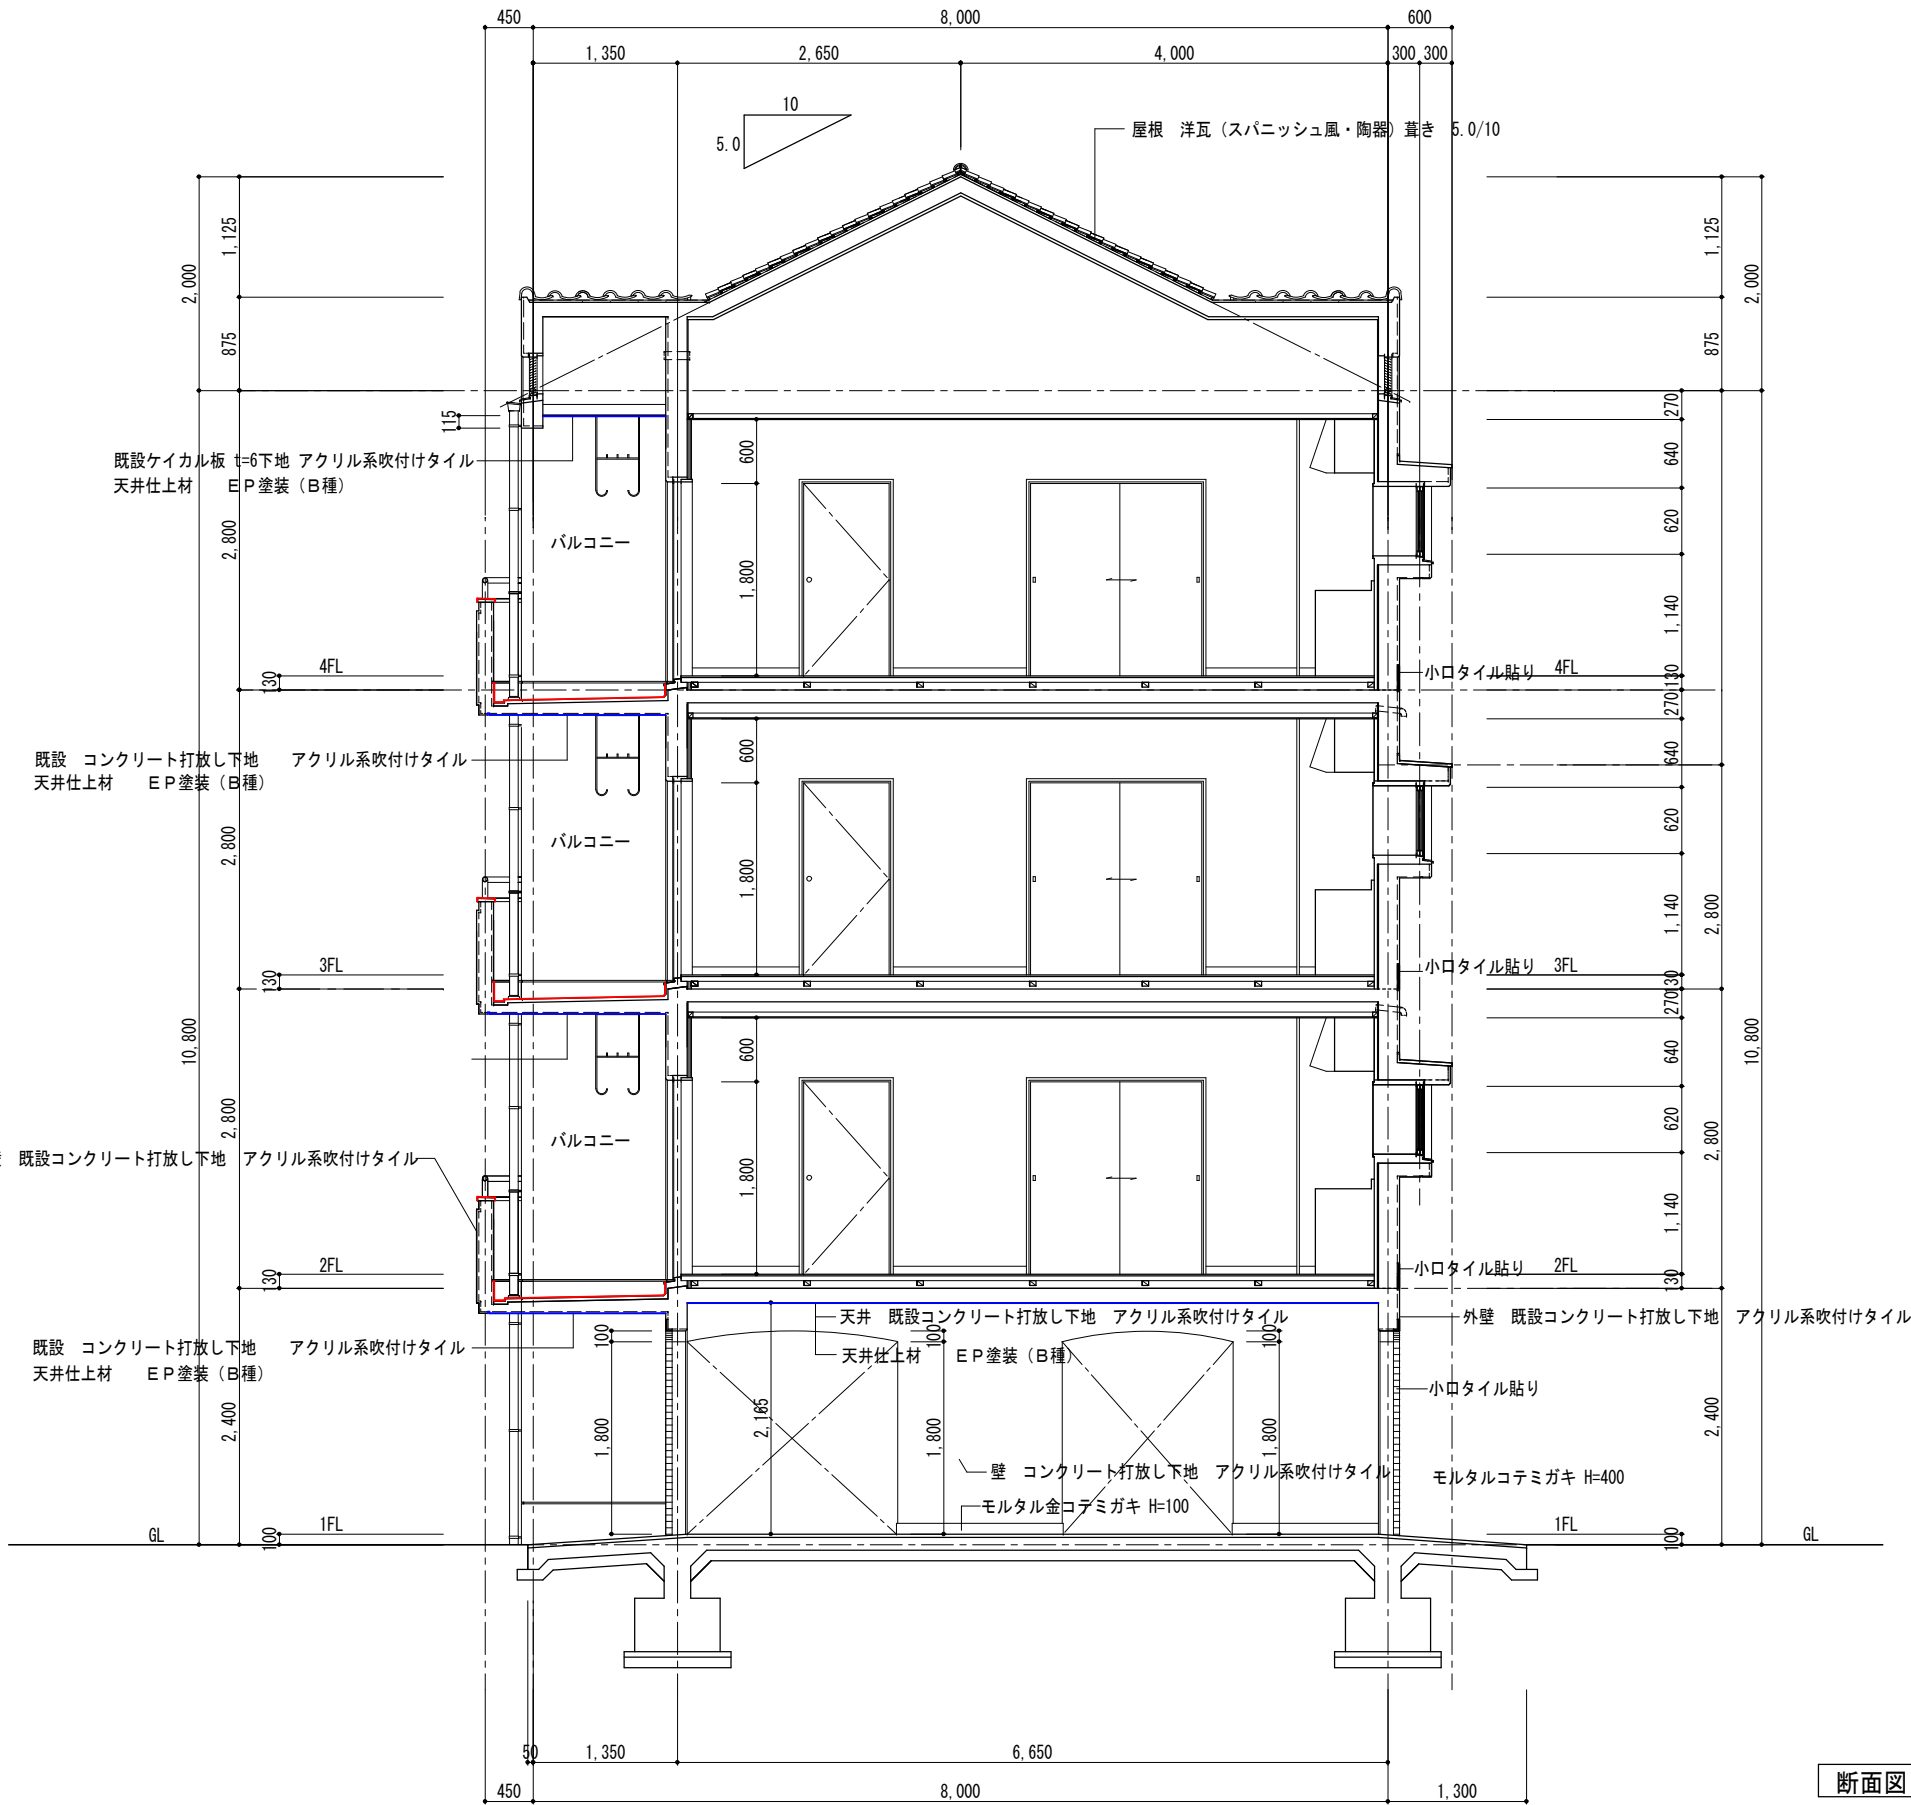 450
8,000
600
1,350
2,650
4,000
300
300
10
5.0
屋根 洋瓦（スパニッシュ風・陶器）葺き 5.0/10
1,125
2,000
875
1,125
2,000
875
115
270
600
640
既設ケイカル板 t=6下地 アクリル系吹付けタイル
天井仕上材 ＥＰ塗装（Ｂ種）
バルコニー
2,800
620
1,800
1,140
4FL
130
小口タイル貼り 4FL
130
270
600
640
既設 コンクリート打放し下地 アクリル系吹付けタイル
天井仕上材 ＥＰ塗装（Ｂ種）
バルコニー
2,800
620
1,800
1,140
2,800
3FL
130
小口タイル貼り 3FL
130
270
10,800
600
640
10,800
バルコニー
2,800
620
2,800
既設コンクリート打放し下地 アクリル系吹付けタイル
1,800
1,140
2FL
130
小口タイル貼り 2FL
130
天井 既設コンクリート打放し下地 アクリル系吹付けタイル
外壁 既設コンクリート打放し下地 アクリル系吹付けタイル
既設 コンクリート打放し下地 アクリル系吹付けタイル
100
100
100
天井仕上材 ＥＰ塗装（Ｂ種）
天井仕上材 ＥＰ塗装（Ｂ種）
小口タイル貼り
2,400
1,800
2,165
1,800
1,800
2,400
壁 コンクリート打放し下地 アクリル系吹付けタイル
モルタルコテミガキ H=400
モルタル金コテミガキ H=100
GL
1FL
100
1FL
100
GL
50
1,350
6,650
450
8,000
1,300
断面図